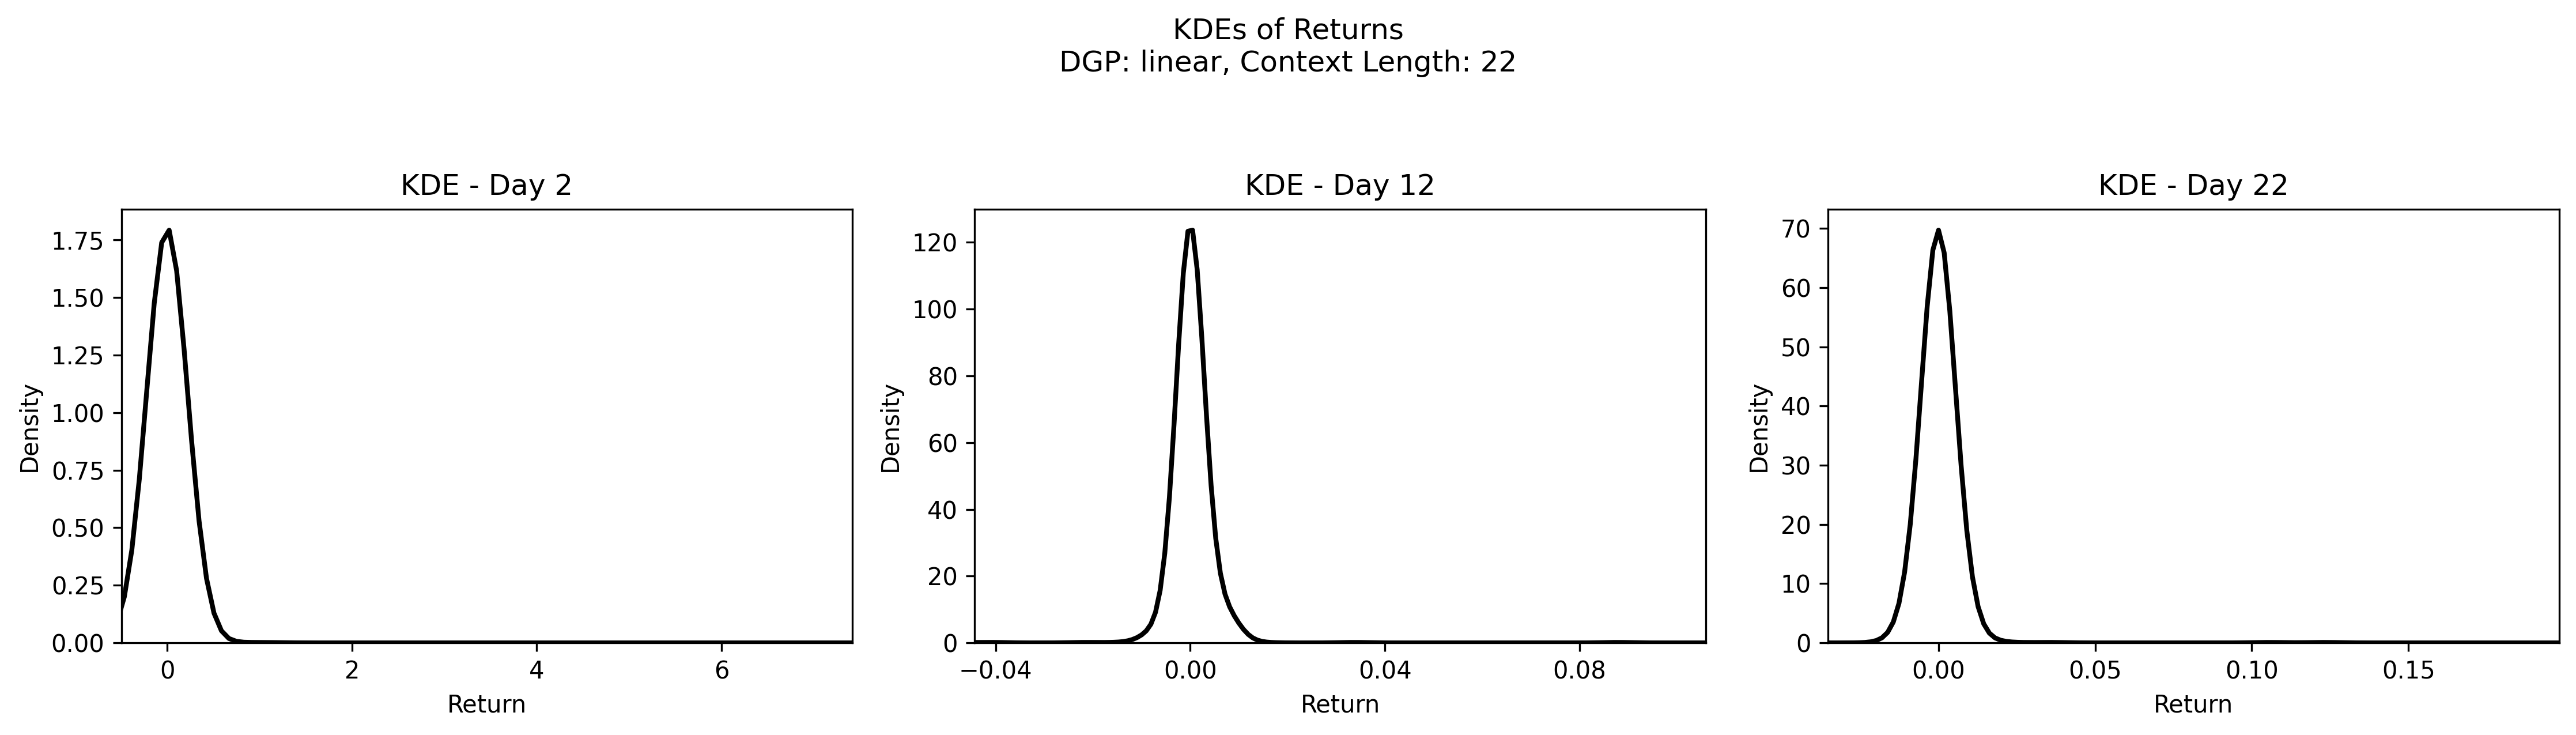 KDEs of Returns
DGP: linear, Context Length: 22
KDE - Day 2
1.75
1.50
1.25
1.00
0.75
0.50
0.25
0.00
Density
0 2 4 6
Return
KDE - Day 12
120
100
80
60
40
20
0
Density
−0.04 0.00 0.04 0.08
Return
KDE - Day 22
70
60
50
40
30
20
10
0
Density
0.00 0.05 0.10 0.15
Return